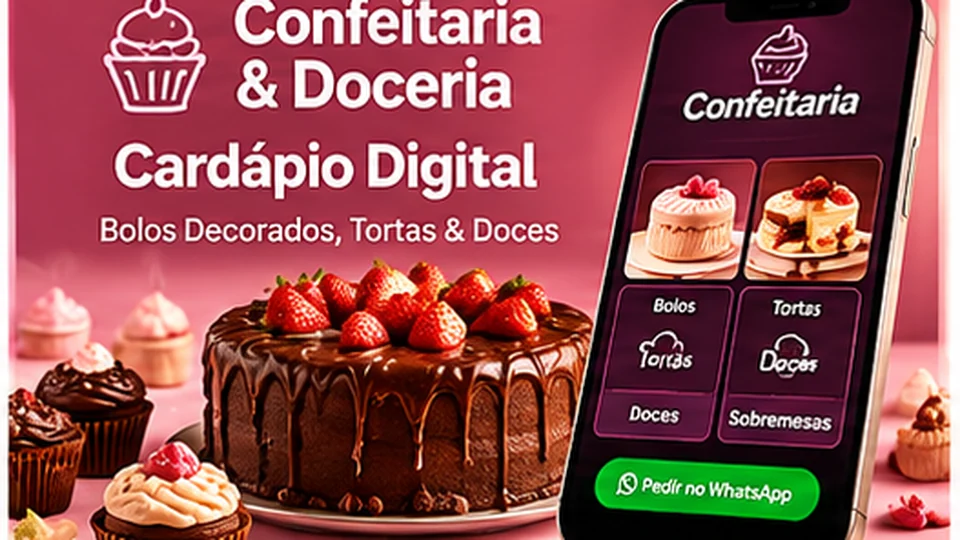 Confeitaria
& Doceria
Cardápio Digital
Bolos Decorados, Tortas & Doces
Confeitaria
Bolos
Tortas
Tortas
Doces
Doces
Sobremesas
Pedir no WhatsApp